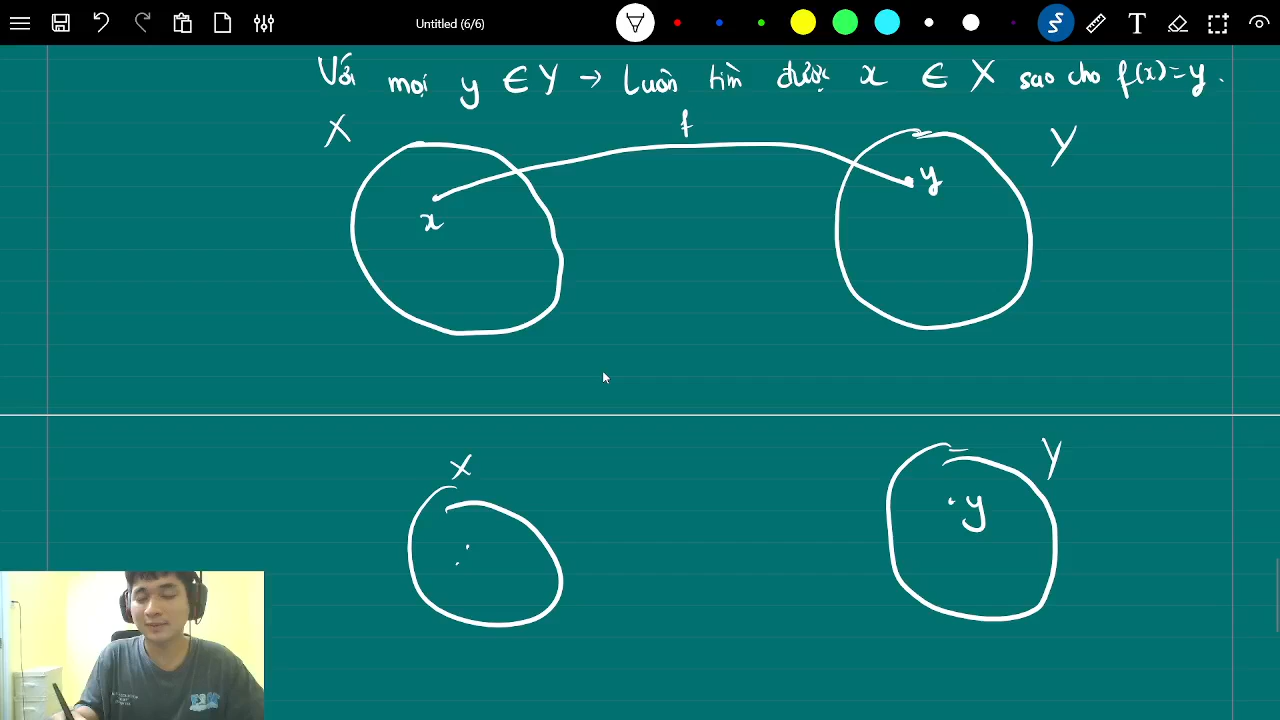 Untitled (6/6)
Với mọi y ∈ Y → Luôn tìm được x ∈ X sao cho f(x)=y.
X f Y
x y
X Y
y